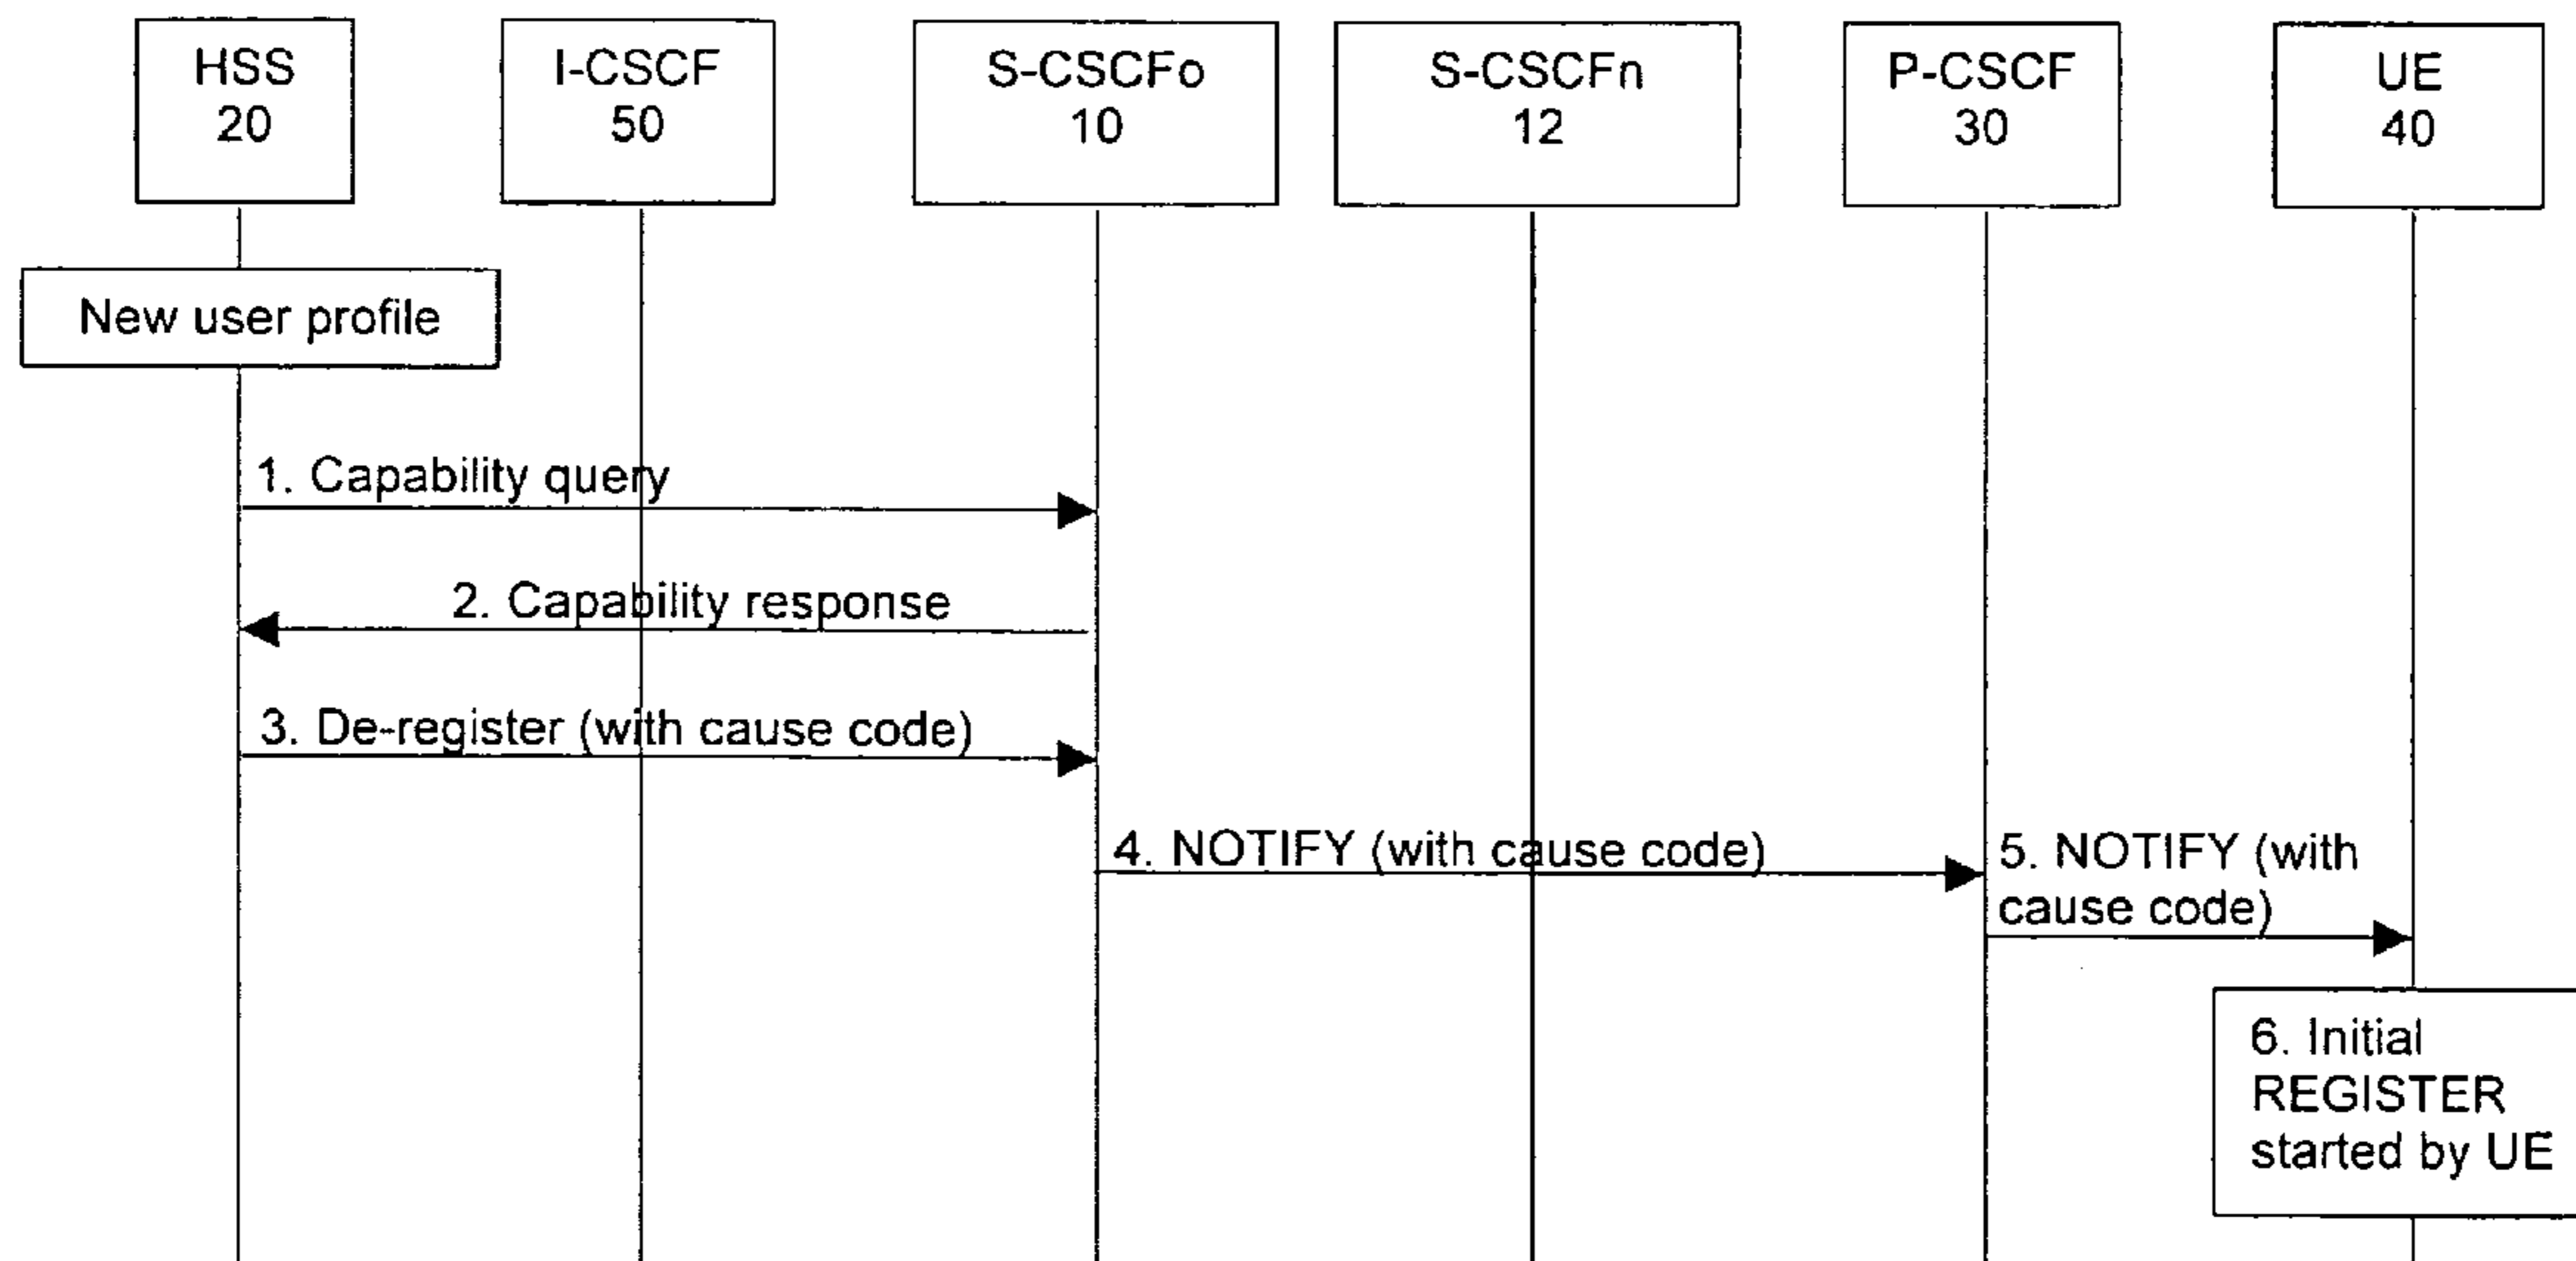 HSS
20
I-CSCF
50
S-CSCFo
10
S-CSCFn
12
P-CSCF
30
UE
40
New user profile
1. Capability query
2. Capability response
3. De-register (with cause code)
4. NOTIFY (with cause code)
5. NOTIFY (with
cause code)
6. Initial
REGISTER
started by UE